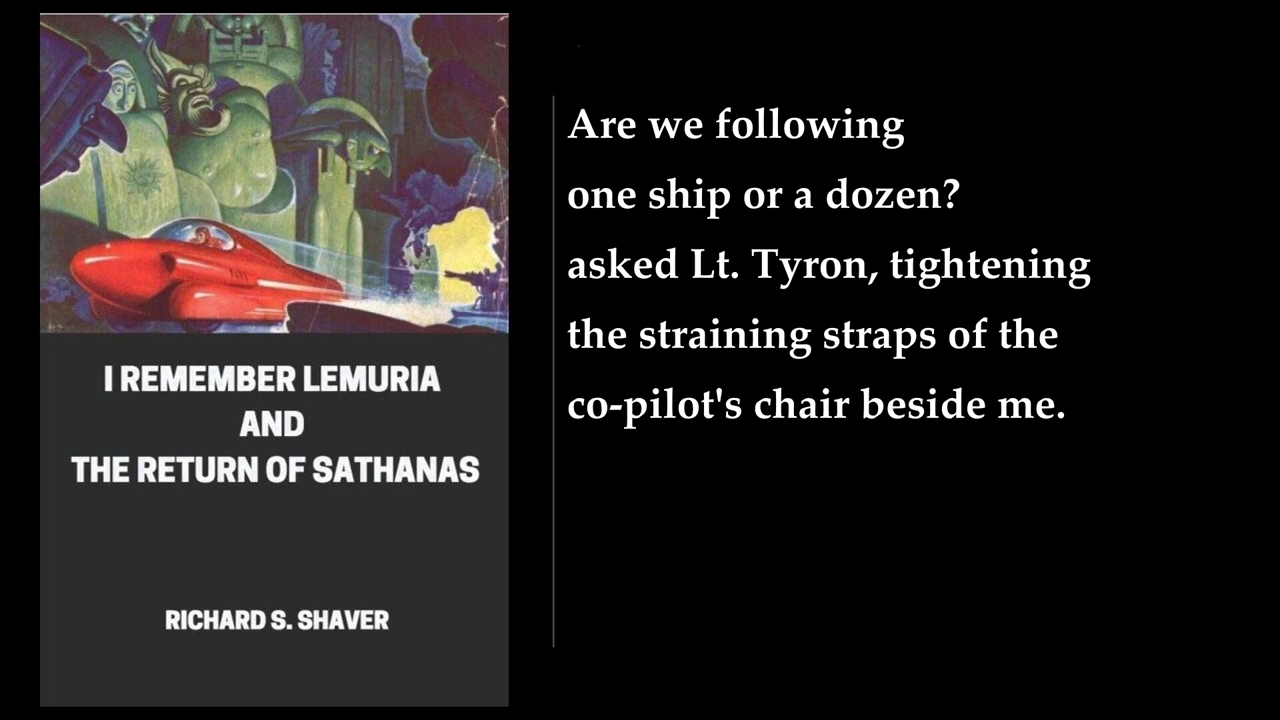 I REMEMBER LEMURIA
AND
THE RETURN OF SATHANAS
RICHARD S. SHAVER
Are we following
one ship or a dozen?
asked Lt. Tyron, tightening
the straining straps of the
co-pilot's chair beside me.